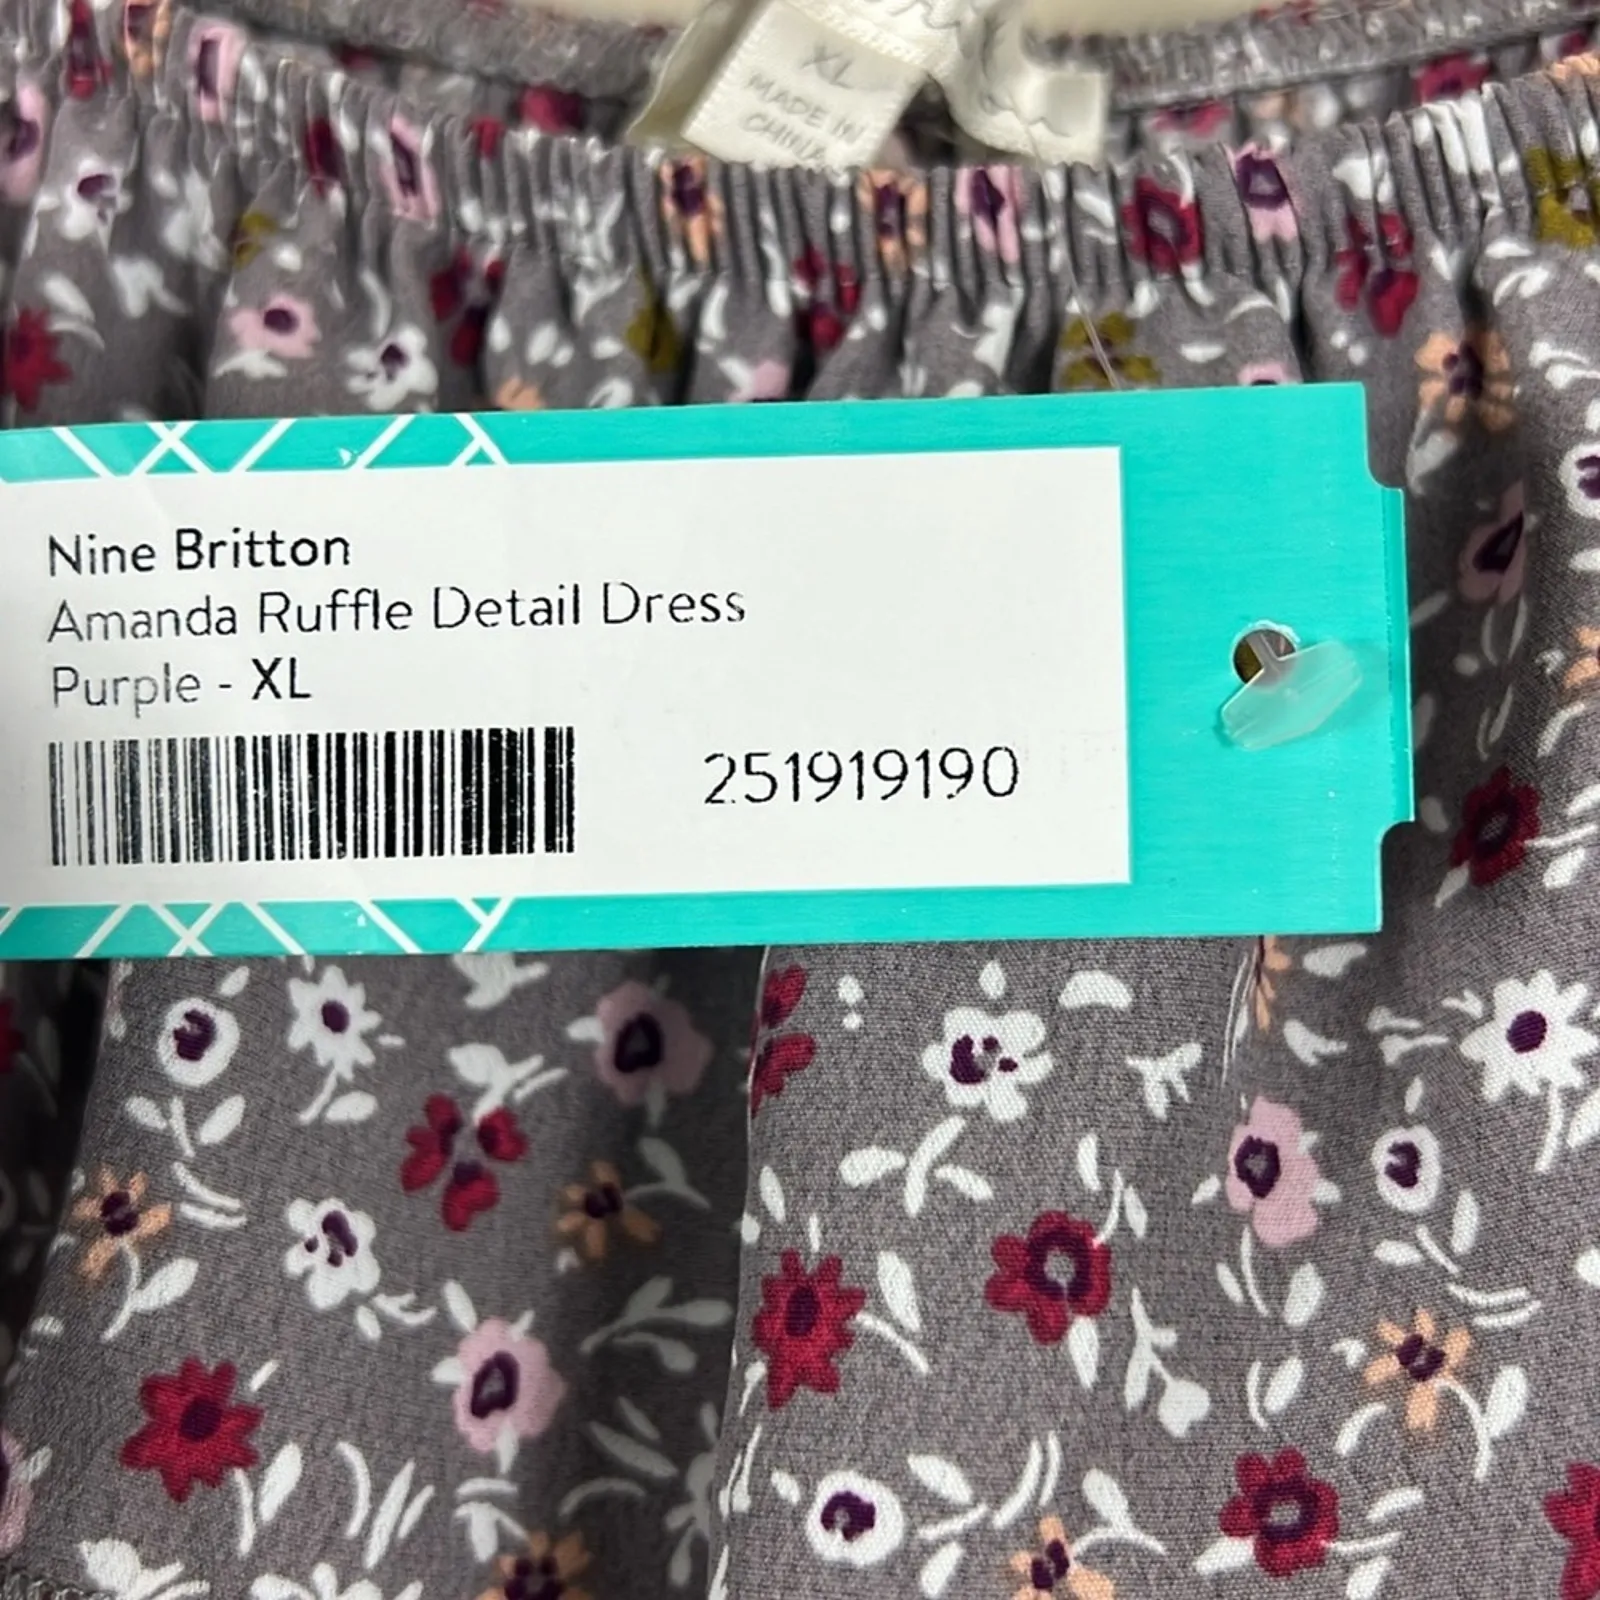 XL
MADE IN
CHINA
Nine Britton
Amanda Ruffle Detail Dress
Purple - XL
251919190